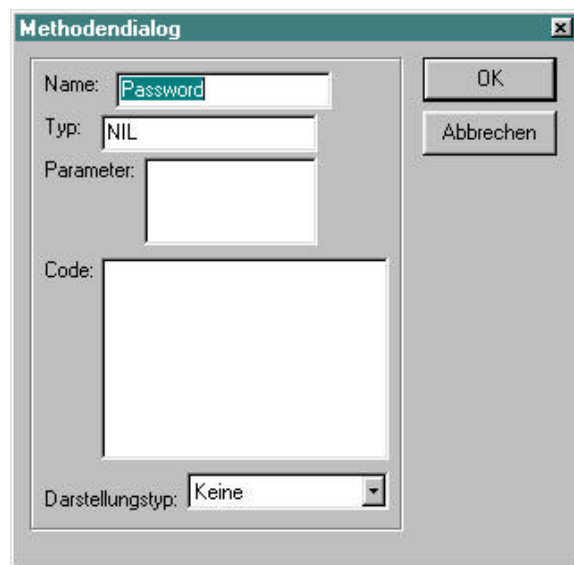 Methodendialog
Name: Password
OK
Typ: NIL
Abbrechen
Parameter:
Code:
Darstellungstyp: Keine